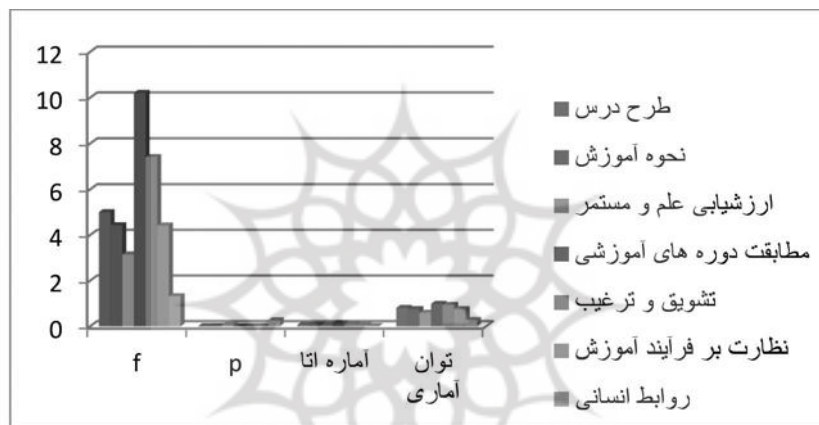 12
10
8
6
4
2
0
f
p
آماره اتا
توان
آماری
طرح درس
نحوه آموزش
ارزشیابی علم و مستمر
مطابقت دوره های آموزشی
تشویق و ترغیب
نظارت بر فرآیند آموزش
روابط انسانی